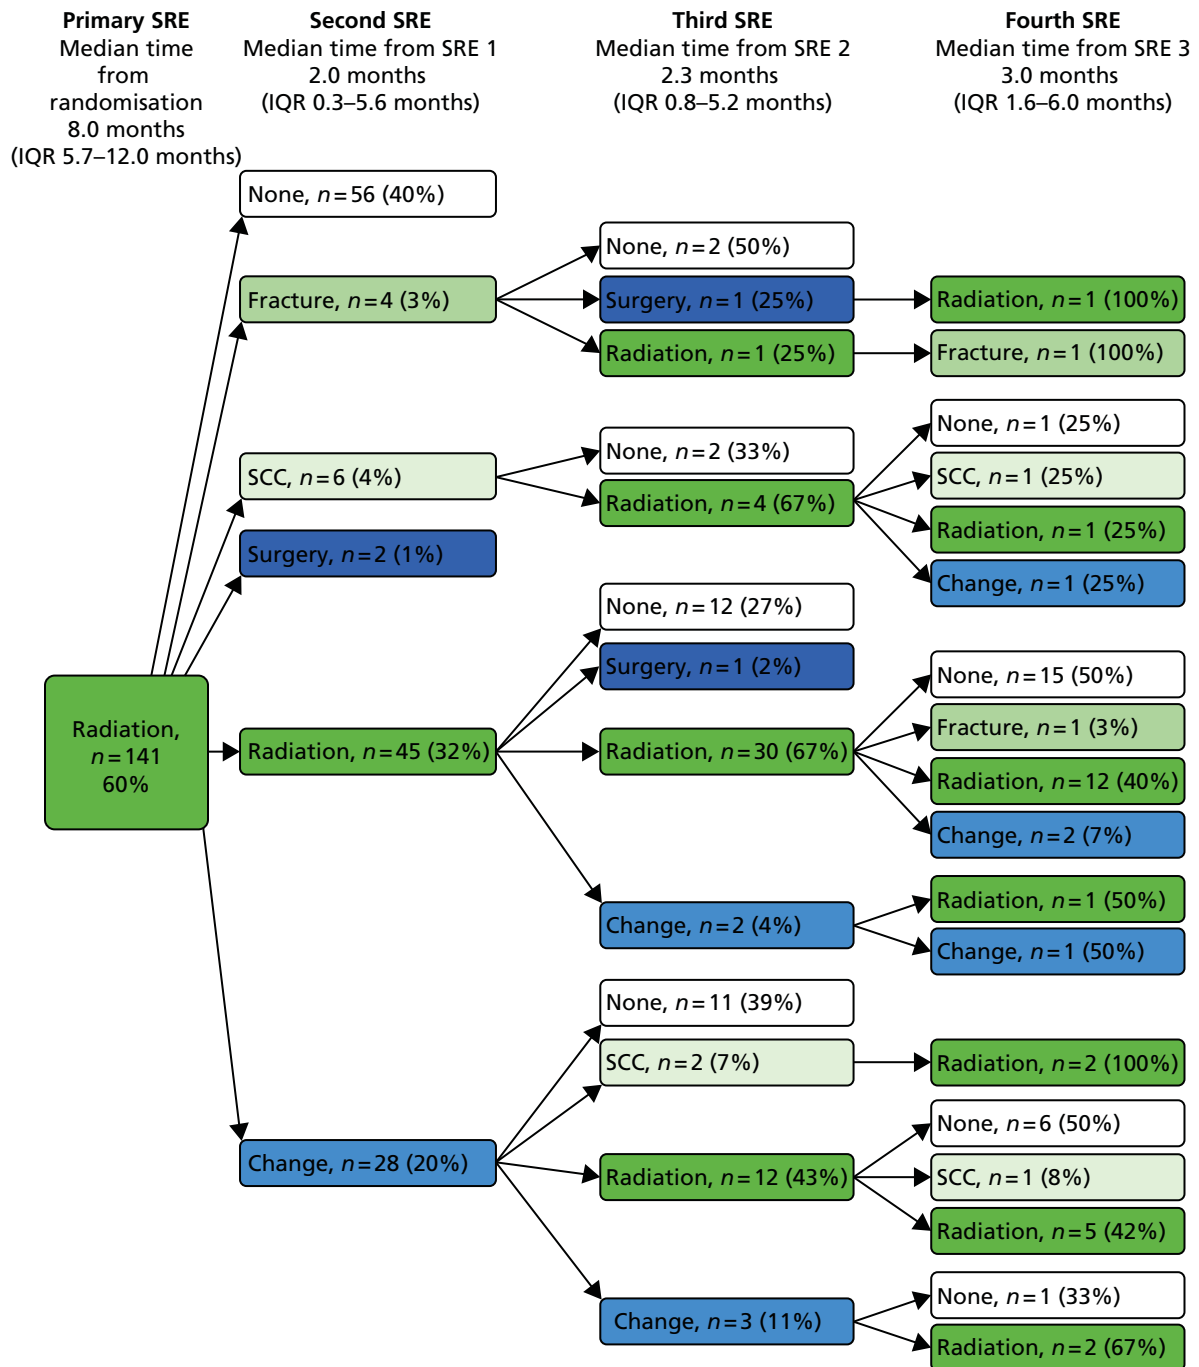 Primary SRE
Median time
from
randomisation
8.0 months
(IQR 5.7–12.0 months)
Second SRE
Median time from SRE 1
2.0 months
(IQR 0.3–5.6 months)
Third SRE
Median time from SRE 2
2.3 months
(IQR 0.8–5.2 months)
Fourth SRE
Median time from SRE 3
3.0 months
(IQR 1.6–6.0 months)
Radiation,
n=141
60%
None, n=56 (40%)
Fracture, n=4 (3%)
SCC, n=6 (4%)
Surgery, n=2 (1%)
Radiation, n=45 (32%)
Change, n=28 (20%)
None, n=2 (50%)
Surgery, n=1 (25%)
Radiation, n=1 (25%)
None, n=2 (33%)
Radiation, n=4 (67%)
None, n=12 (27%)
Surgery, n=1 (2%)
Radiation, n=30 (67%)
Change, n=2 (4%)
None, n=11 (39%)
SCC, n=2 (7%)
Radiation, n=12 (43%)
Change, n=3 (11%)
Radiation, n=1 (100%)
Fracture, n=1 (100%)
None, n=1 (25%)
SCC, n=1 (25%)
Radiation, n=1 (25%)
Change, n=1 (25%)
None, n=15 (50%)
Fracture, n=1 (3%)
Radiation, n=12 (40%)
Change, n=2 (7%)
Radiation, n=1 (50%)
Change, n=1 (50%)
Radiation, n=2 (100%)
None, n=6 (50%)
SCC, n=1 (8%)
Radiation, n=5 (42%)
None, n=1 (33%)
Radiation, n=2 (67%)